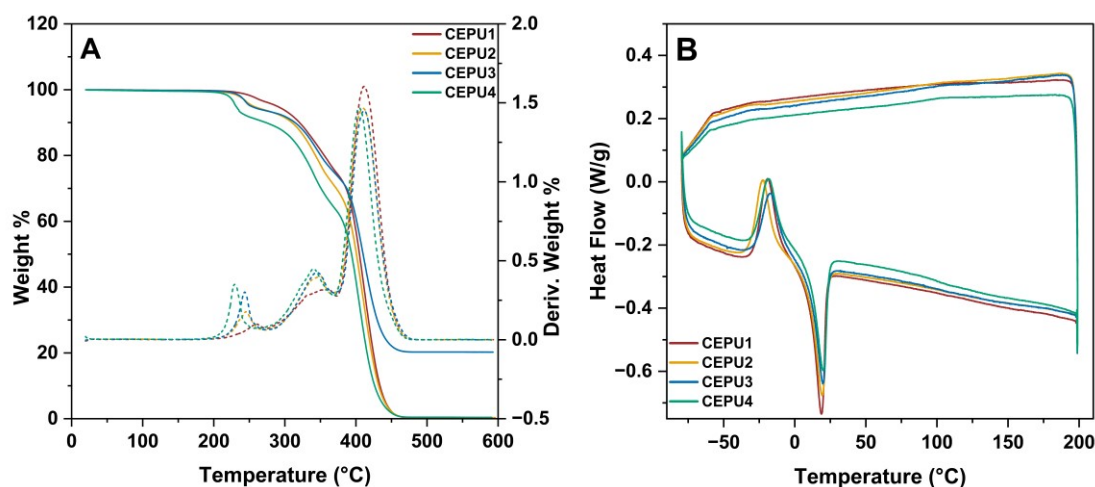 A
120
100
80
60
40
20
0
Weight %
0
100
200
300
400
500
600
Temperature (°C)
2.0
1.5
1.0
0.5
0.0
−0.5
Deriv. Weight %
CEPU1
CEPU2
CEPU3
CEPU4
B
0.4
0.2
0.0
−0.2
−0.4
−0.6
Heat Flow (W/g)
CEPU1
CEPU2
CEPU3
CEPU4
−50
0
50
100
150
200
Temperature (°C)